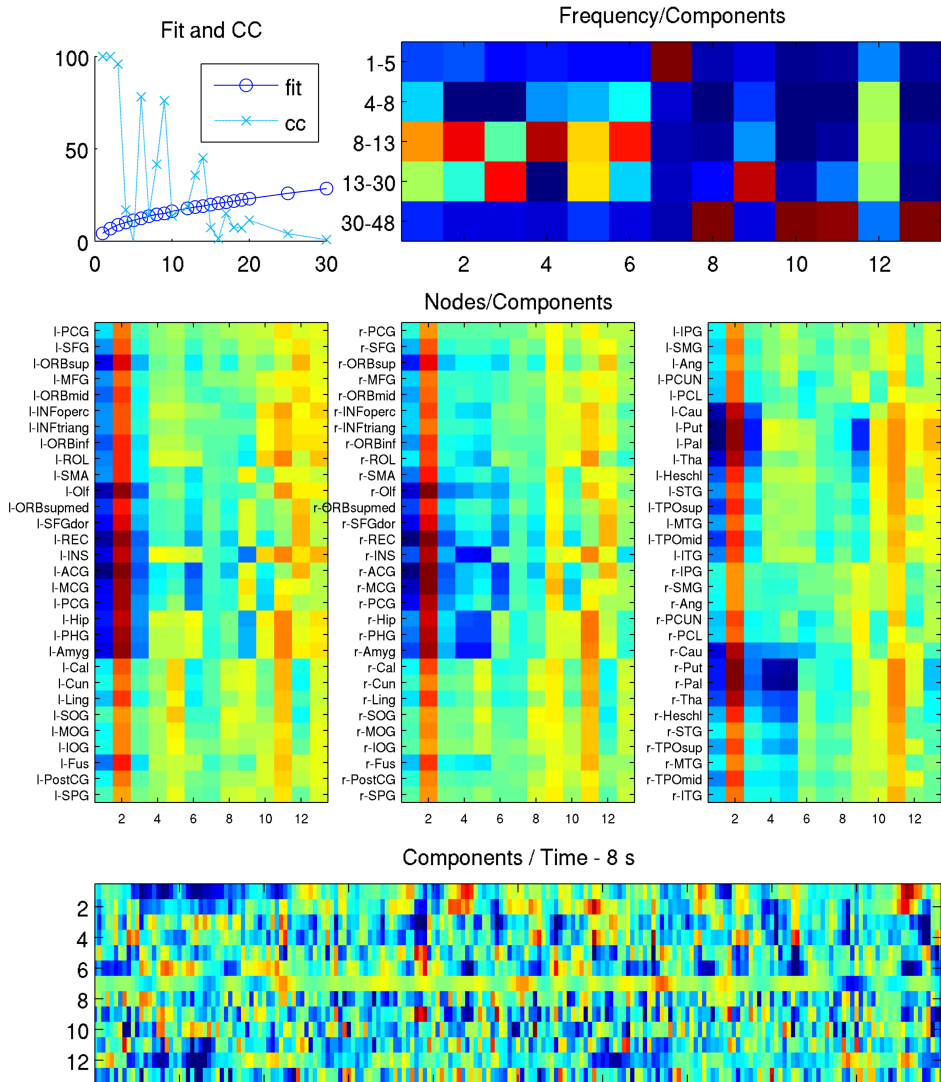 Fit and CC
100
50
0
0 10 20 30
fit
cc
Frequency/Components
1-5
4-8
8-13
13-30
30-48
2 4 6 8 10 12
Nodes/Components
l-PCG
l-SFG
l-ORBsup
l-MFG
l-ORBmid
l-INFoperc
l-INFtriang
l-ORBinf
l-ROL
l-SMA
l-Olf
l-ORBsupmed
l-SFGdor
l-REC
l-INS
l-ACG
l-MCG
l-PCG
l-Hip
l-PHG
l-Amyg
l-Cal
l-Cun
l-Ling
l-SOG
l-MOG
l-IOG
l-Fus
l-PostCG
l-SPG
2 4 6 8 10 12
r-PCG
r-SFG
r-ORBsup
r-MFG
r-ORBmid
r-INFoperc
r-INFtriang
r-ORBinf
r-ROL
r-SMA
r-Olf
r-ORBsupmed
r-SFGdor
r-REC
r-INS
r-ACG
r-MCG
r-PCG
r-Hip
r-PHG
r-Amyg
r-Cal
r-Cun
r-Ling
r-SOG
r-MOG
r-IOG
r-Fus
r-PostCG
r-SPG
2 4 6 8 10 12
l-IPG
l-SMG
l-Ang
l-PCUN
l-PCL
l-Cau
l-Put
l-Pal
l-Tha
l-Heschl
l-STG
l-TPOsup
l-MTG
l-TPOmid
l-ITG
r-IPG
r-SMG
r-Ang
r-PCUN
r-PCL
r-Cau
r-Put
r-Pal
r-Tha
r-Heschl
r-STG
r-TPOsup
r-MTG
r-TPOmid
r-ITG
2 4 6 8 10 12
Components / Time - 8 s
2
4
6
8
10
12